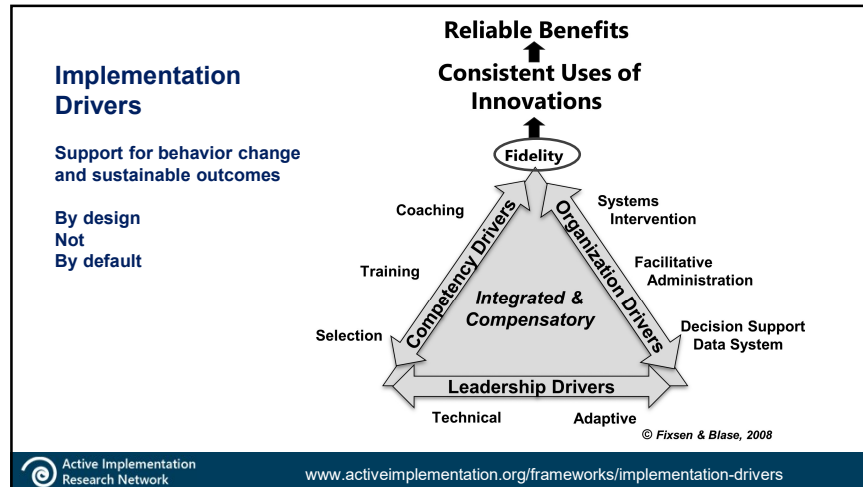 Implementation
Drivers
Support for behavior change
and sustainable outcomes
By design
Not
By default
Reliable Benefits
Consistent Uses of
Innovations
Fidelity
Coaching
Training
Selection
Competency Drivers
Integrated &
Compensatory
Organization Drivers
Systems
Intervention
Facilitative
Administration
Decision Support
Data System
Leadership Drivers
Technical
Adaptive
© Fixsen & Blase, 2008
Active Implementation
Research Network
www.activeimplementation.org/frameworks/implementation-drivers